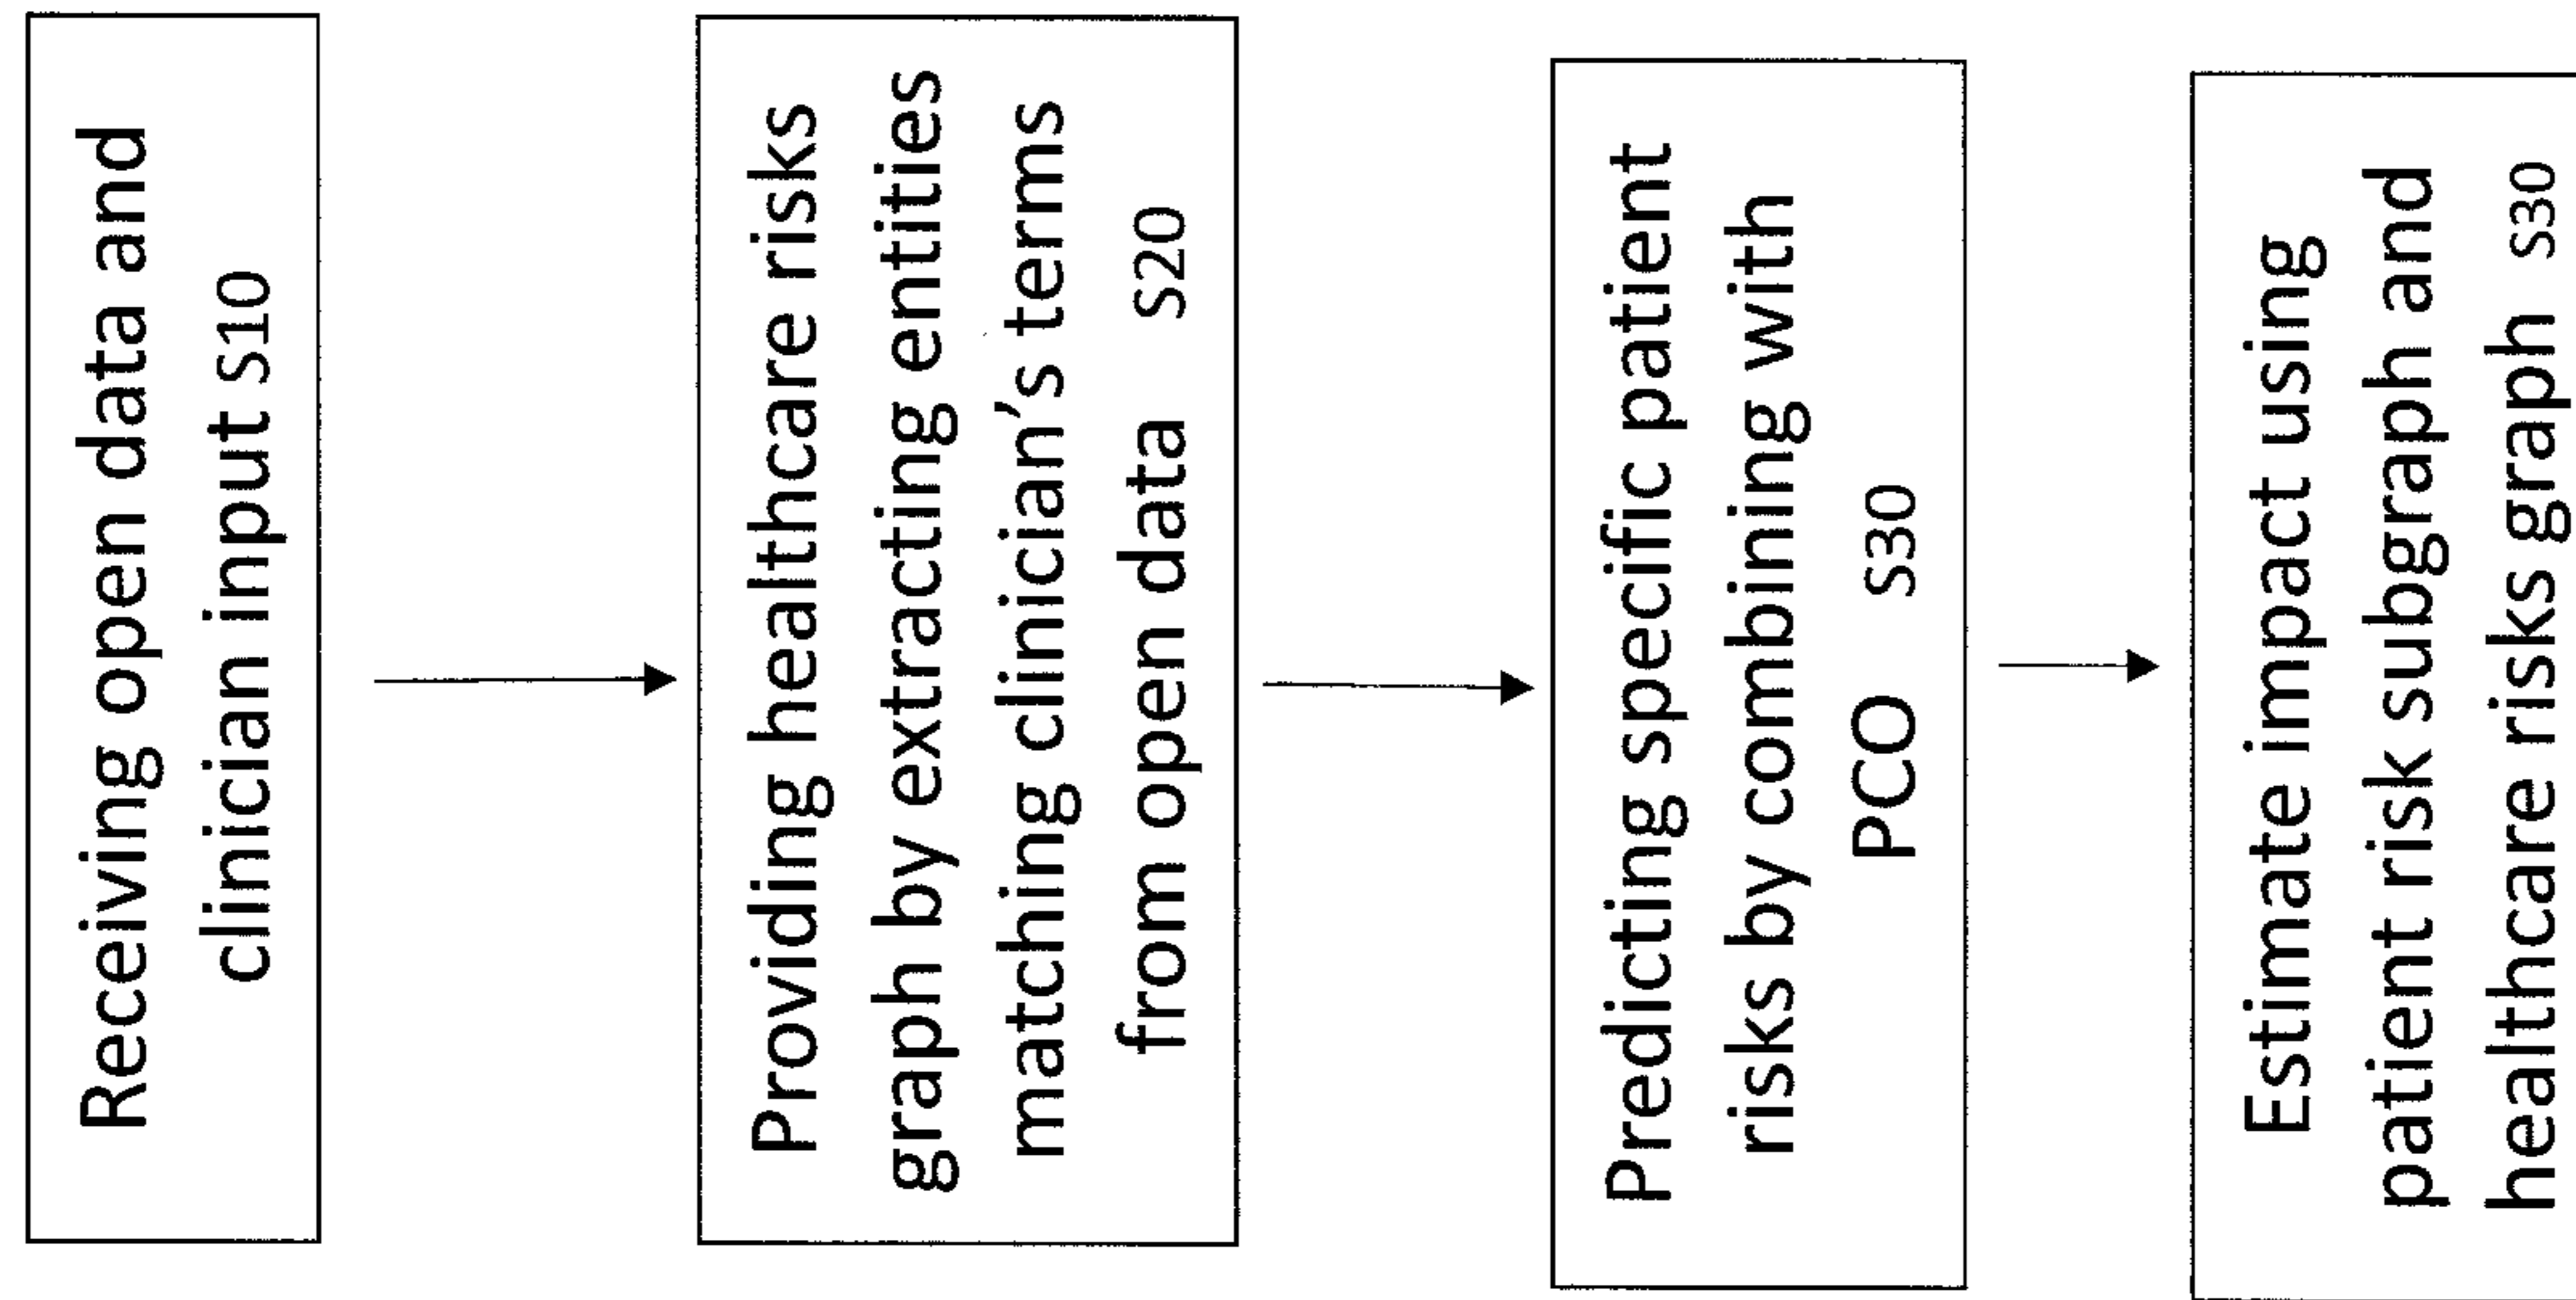 Receiving open data and
clinician input S10
Providing healthcare risks
graph by extracting entities
matching clinician's terms
from open data S20
Predicting specific patient
risks by combining with
PCO S30
Estimate impact using
patient risk subgraph and
healthcare risks graph S30